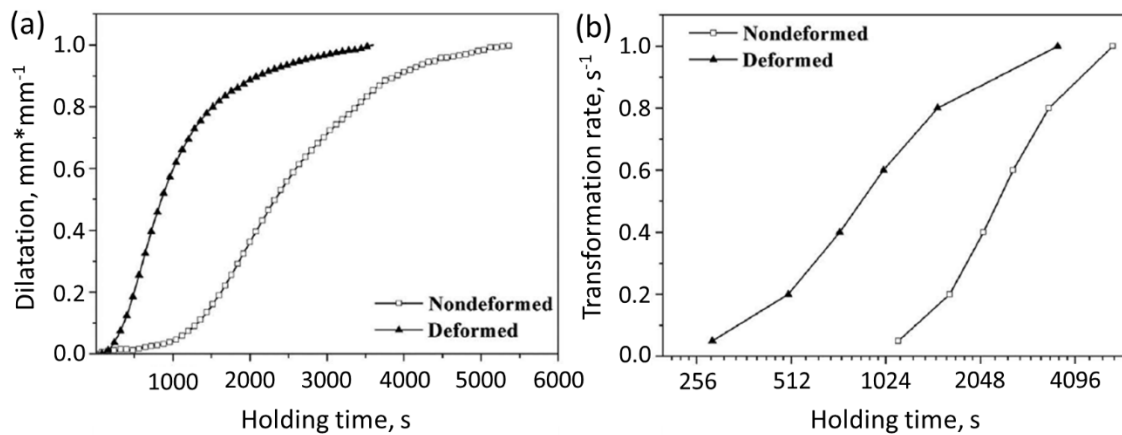 (a)
1.0
0.8
0.6
0.4
0.2
0.0
Dilatation, mm*mm⁻¹
Nondeformed
Deformed
1000 2000 3000 4000 5000 6000
Holding time, s
(b)
Nondeformed
Deformed
1.0
0.8
0.6
0.4
0.2
0.0
Transformation rate, s⁻¹
256 512 1024 2048 4096
Holding time, s